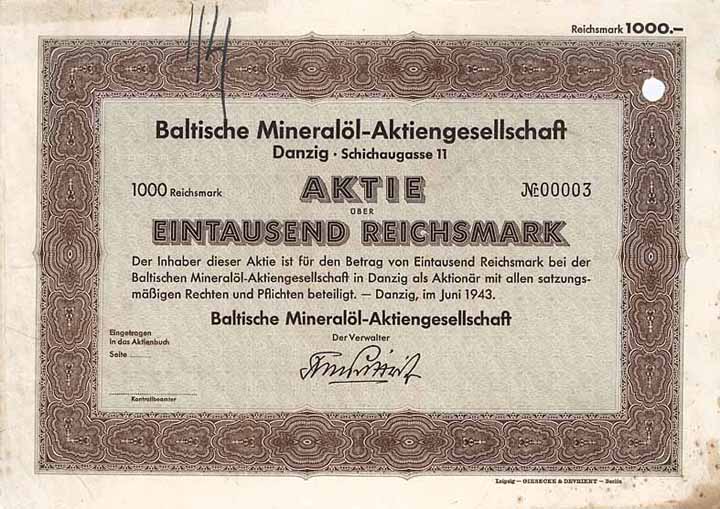 Reichsmark 1000.—
Baltische Mineralöl-Aktiengesellschaft
Danzig · Schichaugasse 11
1000 Reichsmark AKTIE № 00003
ÜBER
EINTAUSEND REICHSMARK
Der Inhaber dieser Aktie ist für den Betrag von Eintausend Reichsmark bei der
Baltischen Mineralöl-Aktiengesellschaft in Danzig als Aktionär mit allen satzungs-
mäßigen Rechten und Pflichten beteiligt. — Danzig, im Juni 1943.
Baltische Mineralöl-Aktiengesellschaft
Der Verwalter
Eingetragen
in das Aktienbuch
Seite
Kontrollbeamter
Leipzig — GIESECKE & DEVRIENT — Berlin